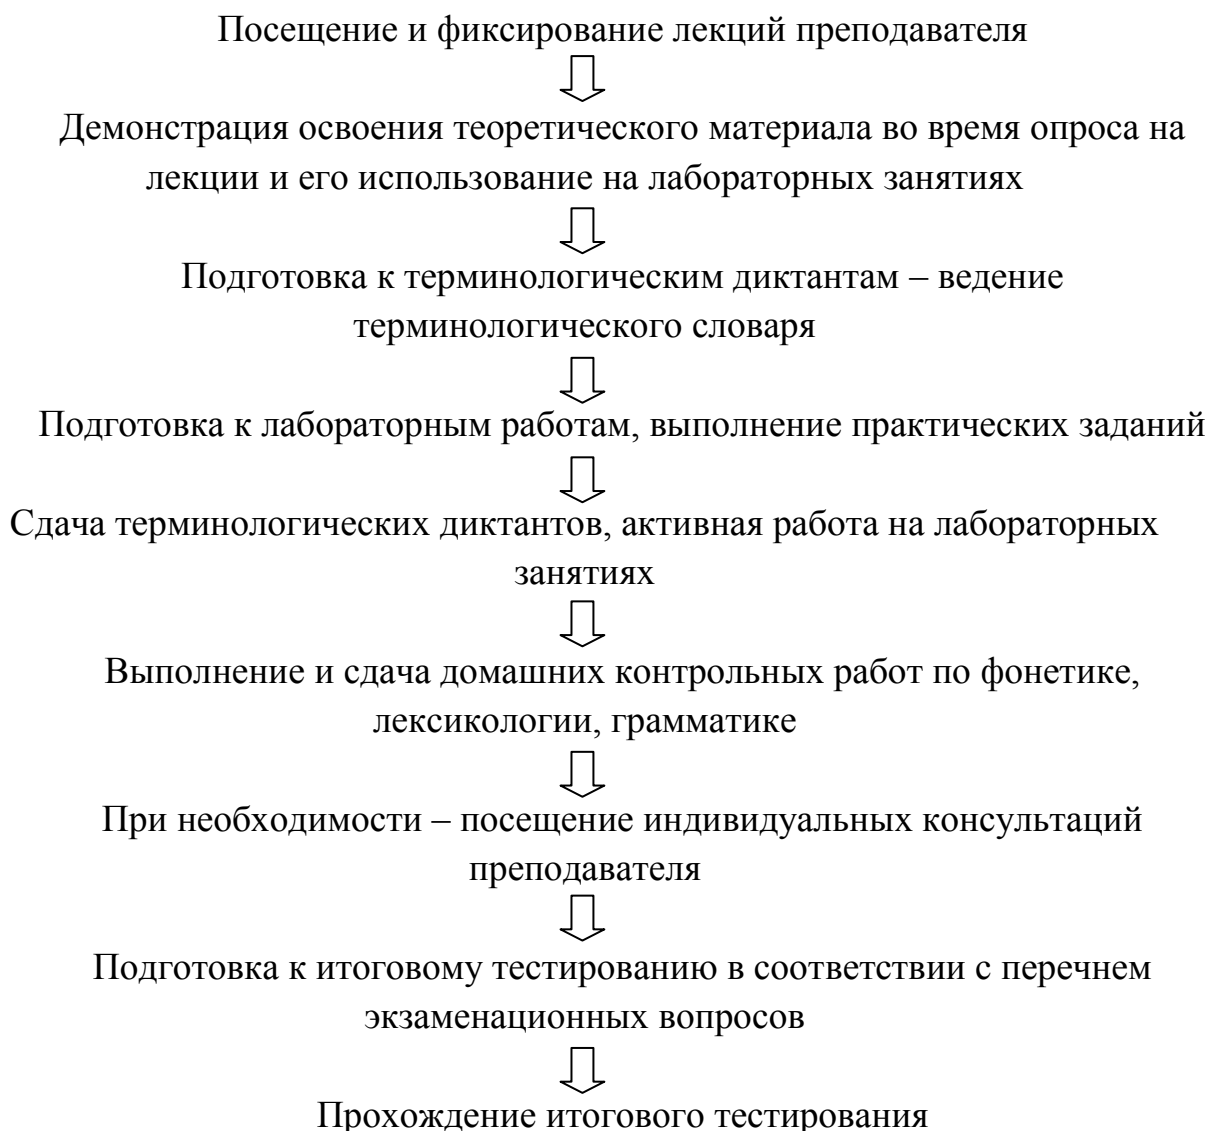 Посещение и фиксирование лекций преподавателя
Демонстрация освоения теоретического материала во время опроса на
лекции и его использование на лабораторных занятиях
Подготовка к терминологическим диктантам – ведение
терминологического словаря
Подготовка к лабораторным работам, выполнение практических заданий
Сдача терминологических диктантов, активная работа на лабораторных
занятиях
Выполнение и сдача домашних контрольных работ по фонетике,
лексикологии, грамматике
При необходимости – посещение индивидуальных консультаций
преподавателя
Подготовка к итоговому тестированию в соответствии с перечнем
экзаменационных вопросов
Прохождение итогового тестирования